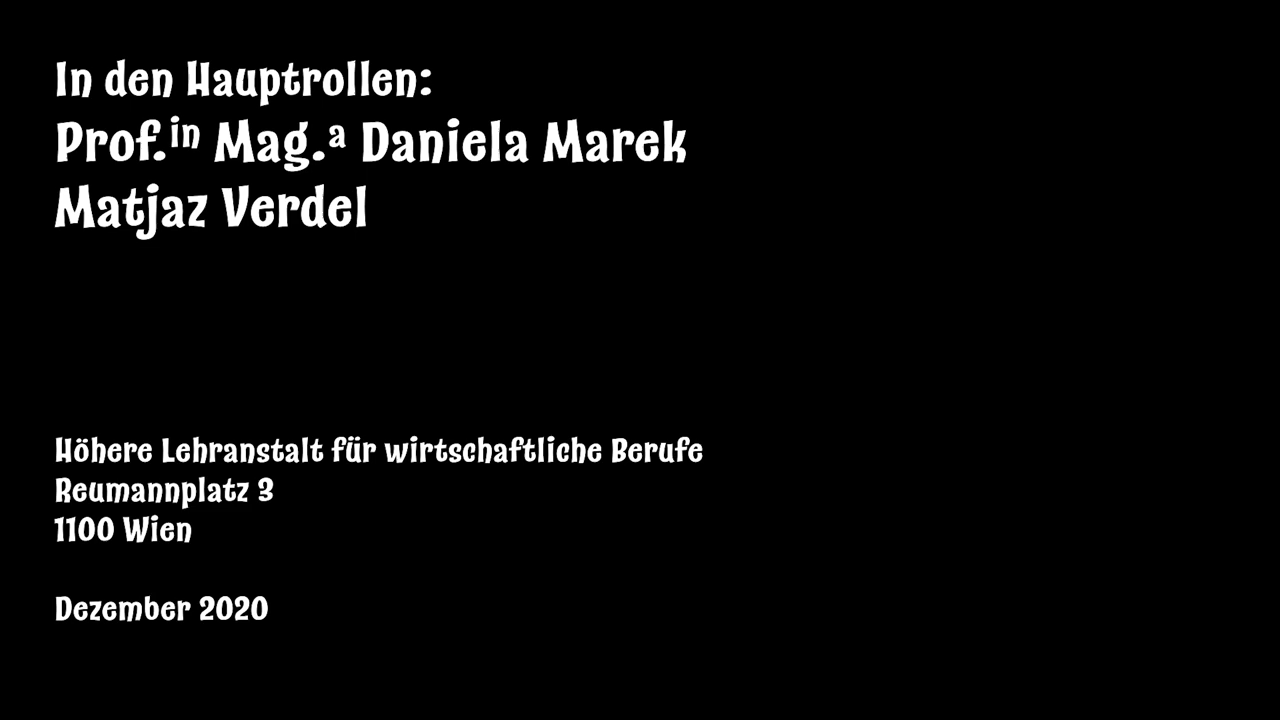 In den Hauptrollen:
Prof.ⁱⁿ Mag.ᵃ Daniela Marek
Matjaz Verdel
Höhere Lehranstalt für wirtschaftliche Berufe
Reumannplatz 3
1100 Wien
Dezember 2020